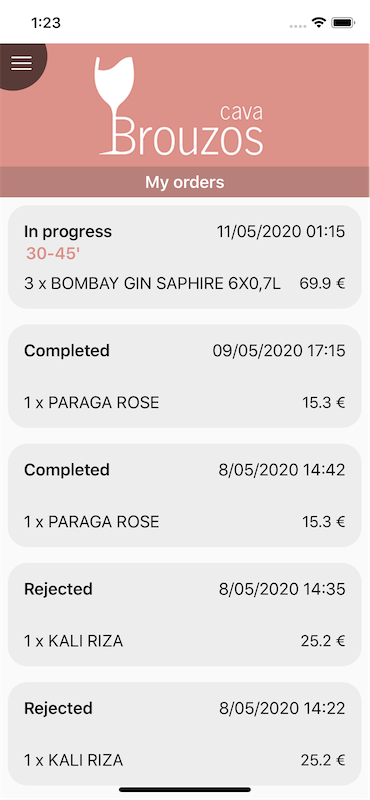 1:23
cava
Brouzos
My orders
In progress 11/05/2020 01:15
30-45'
3 x BOMBAY GIN SAPHIRE 6X0,7L 69.9 €
Completed 09/05/2020 17:15
1 x PARAGA ROSE 15.3 €
Completed 8/05/2020 14:42
1 x PARAGA ROSE 15.3 €
Rejected 8/05/2020 14:35
1 x KALI RIZA 25.2 €
Rejected 8/05/2020 14:22
1 x KALI RIZA 25.2 €